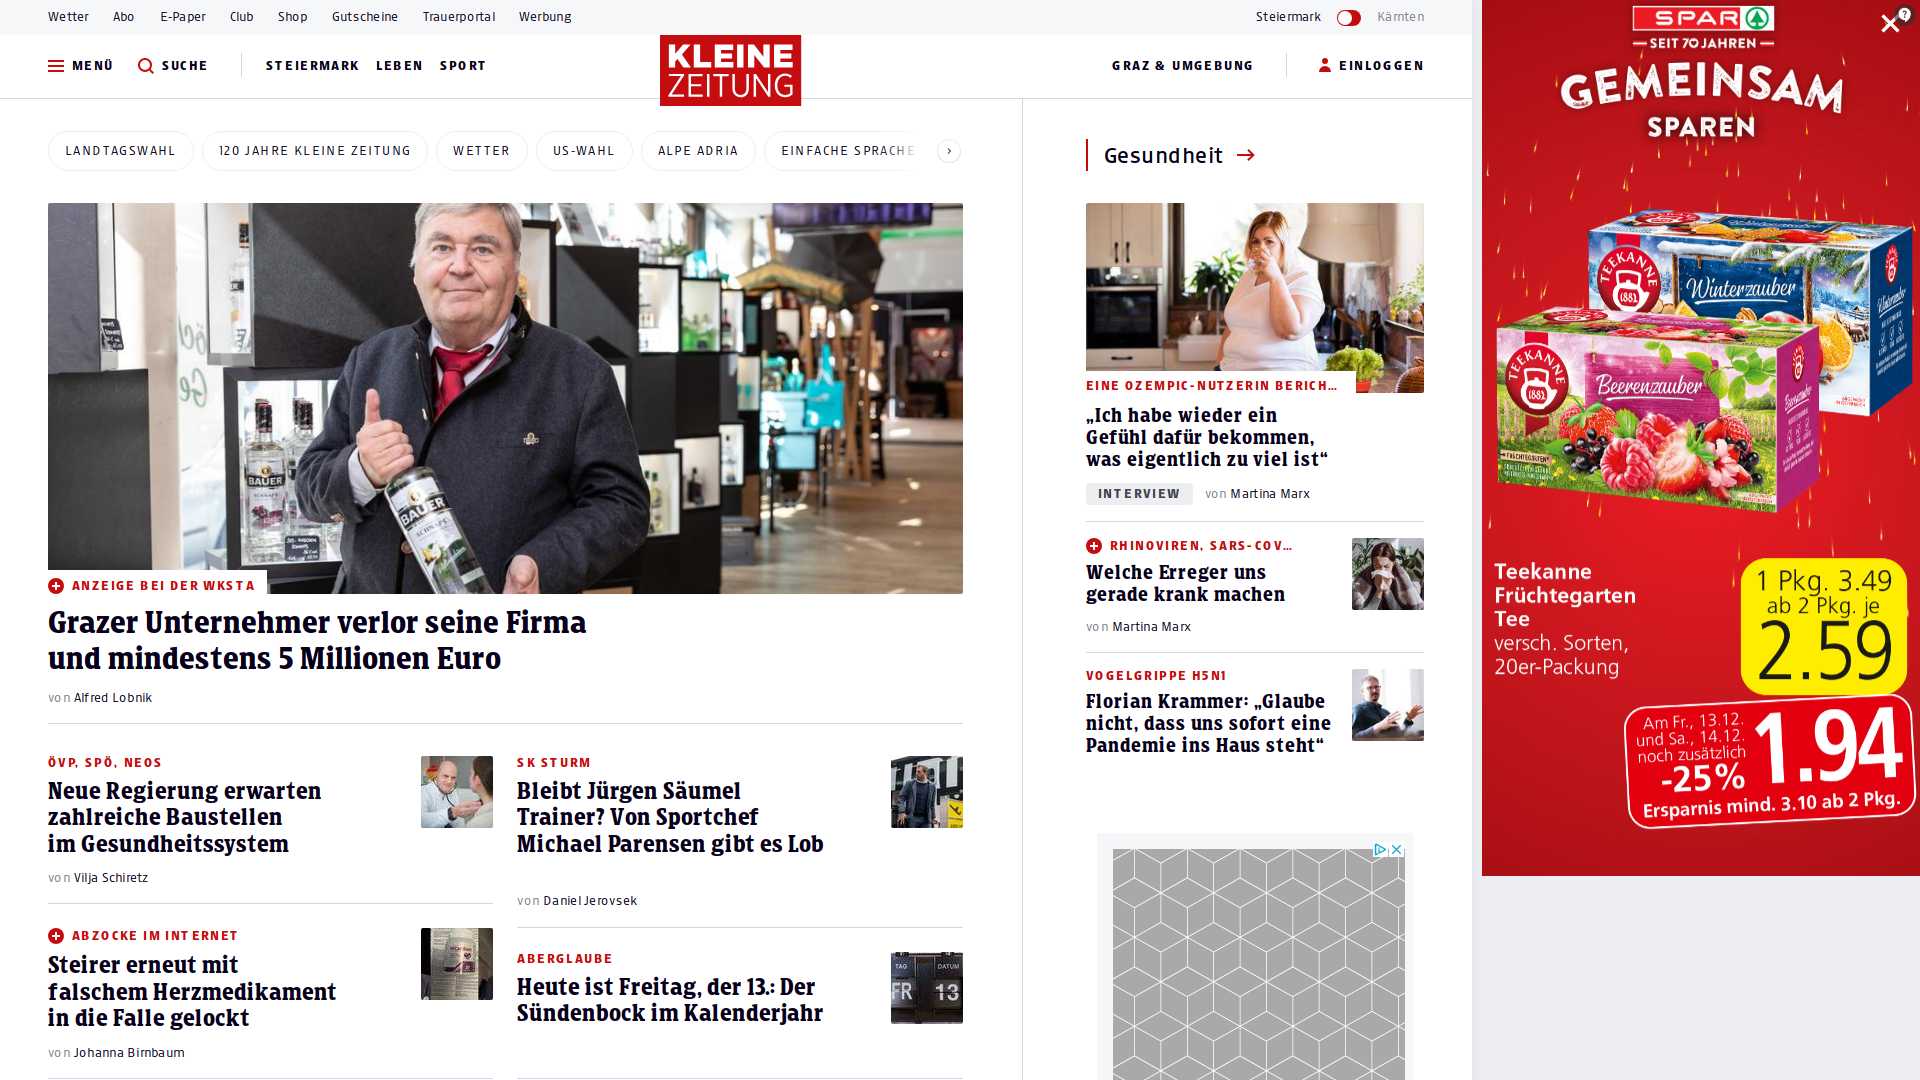 Wetter
Abo
E-Paper
Club
Shop
Gutscheine
Trauerportal
Werbung
Steiermark
Kärnten
MENÜ
SUCHE
STEIERMARK
LEBEN
SPORT
KLEINE
ZEITUNG
GRAZ & UMGEBUNG
EINLOGGEN
LANDTAGSWAHL
120 JAHRE KLEINE ZEITUNG
WETTER
US-WAHL
ALPE ADRIA
EINFACHE SPRACHE
BAUER
BAUER
SCHNAPS
ANZEIGE BEI DER WKSTA
Grazer Unternehmer verlor seine Firma
und mindestens 5 Millionen Euro
von Alfred Lobnik
ÖVP, SPÖ, NEOS
Neue Regierung erwarten
zahlreiche Baustellen
im Gesundheitssystem
von Vilja Schiretz
ABZOCKE IM INTERNET
Steirer erneut mit
falschem Herzmedikament
in die Falle gelockt
von Johanna Birnbaum
SK STURM
Bleibt Jürgen Säumel
Trainer? Von Sportchef
Michael Parensen gibt es Lob
von Daniel Jerovsek
ABERGLAUBE
Heute ist Freitag, der 13.: Der
Sündenbock im Kalenderjahr
TAG
DATUM
FR
13
Gesundheit
EINE OZEMPIC-NUTZERIN BERICH...
„Ich habe wieder ein
Gefühl dafür bekommen,
was eigentlich zu viel ist“
INTERVIEW
von Martina Marx
RHINOVIREN, SARS-COV...
Welche Erreger uns
gerade krank machen
von Martina Marx
VOGELGRIPPE H5N1
Florian Krammer: „Glaube
nicht, dass uns sofort eine
Pandemie ins Haus steht“
SPAR
SEIT 70 JAHREN
GEMEINSAM
SPAREN
TEEKANNE
1882
Winterzauber
TEEKANNE
1882
Beerenzauber
FRÜCHTEGARTEN
Teekanne
Früchtegarten
Tee
versch. Sorten,
20er-Packung
1 Pkg. 3.49
ab 2 Pkg. je
2.59
Am Fr., 13.12.
und Sa., 14.12.
noch zusätzlich
-25%
1.94
Ersparnis mind. 3.10 ab 2 Pkg.